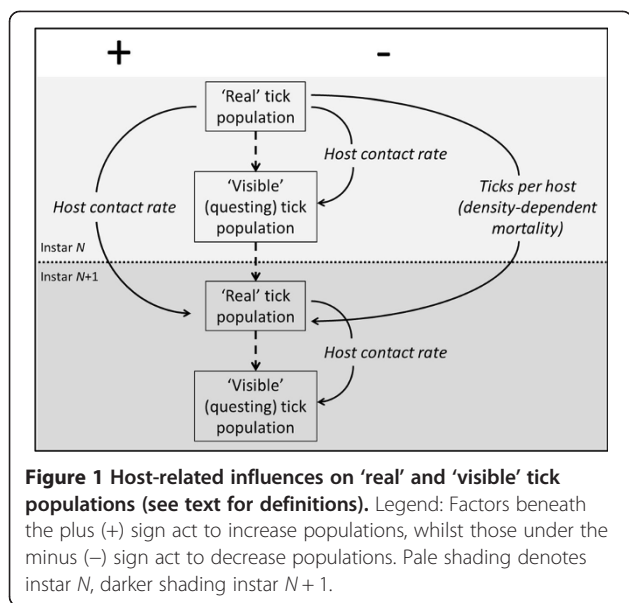 +
-
'Real' tick
population
Host contact rate
'Visible'
(questing) tick
population
Host contact rate
Ticks per host
(density-dependent
mortality)
Instar N
Instar N+1
'Real' tick
population
Host contact rate
'Visible'
(questing) tick
population
Figure 1 Host-related influences on ‘real’ and ‘visible’ tick
populations (see text for definitions). Legend: Factors beneath
the plus (+) sign act to increase populations, whilst those under the
minus (−) sign act to decrease populations. Pale shading denotes
instar N, darker shading instar N + 1.